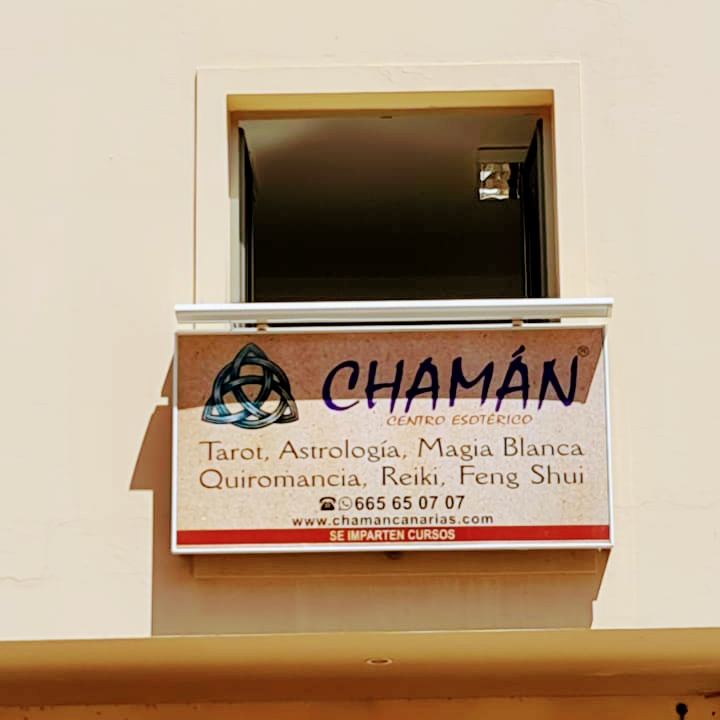 CHAMÁN®
CENTRO ESOTÉRICO
Tarot, Astrología, Magia Blanca
Quiromancia, Reiki, Feng Shui
665 65 07 07
www.chamancanarias.com
SE IMPARTEN CURSOS